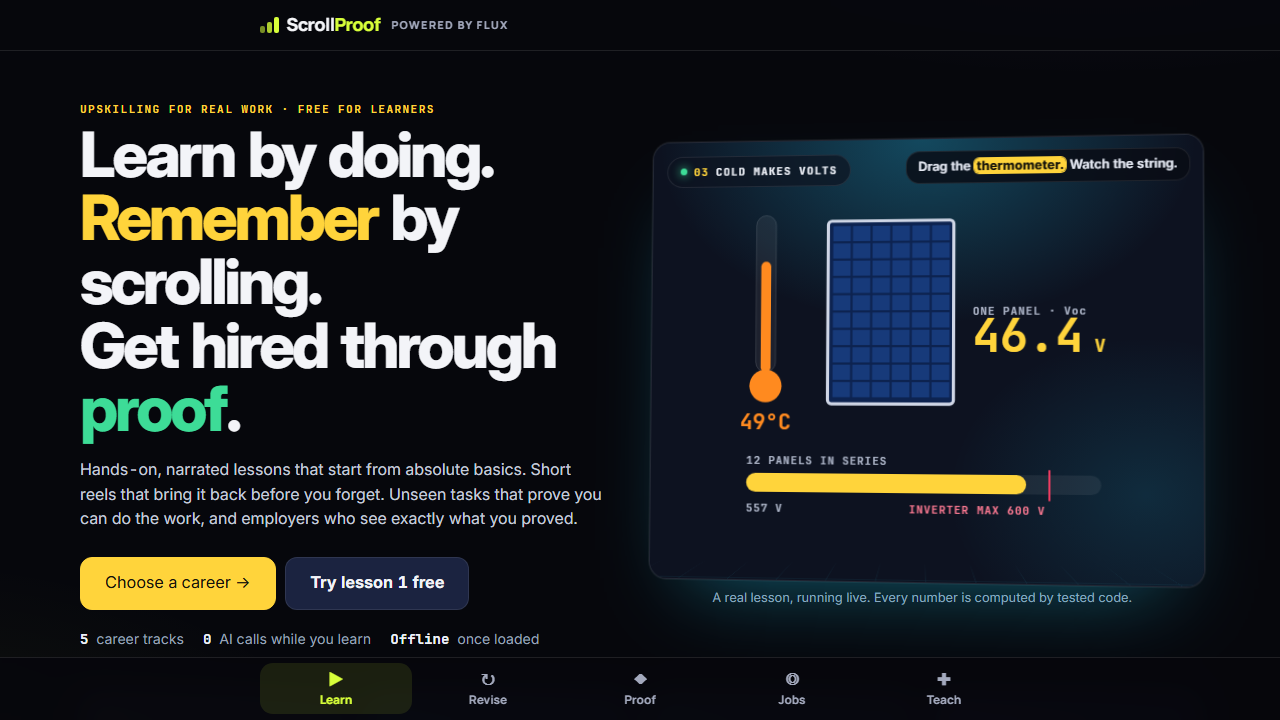 ScrollProof POWERED BY FLUX
UPSKILLING FOR REAL WORK · FREE FOR LEARNERS
Learn by doing.
Remember by
scrolling.
Get hired through
proof.
Hands-on, narrated lessons that start from absolute basics. Short
reels that bring it back before you forget. Unseen tasks that prove you
can do the work, and employers who see exactly what you proved.
Choose a career →
Try lesson 1 free
5 career tracks 0 AI calls while you learn Offline once loaded
03 COLD MAKES VOLTS
Drag the thermometer. Watch the string.
ONE PANEL · Voc
46.4 V
49°C
12 PANELS IN SERIES
557 V
INVERTER MAX 600 V
A real lesson, running live. Every number is computed by tested code.
Learn
Revise
Proof
Jobs
Teach